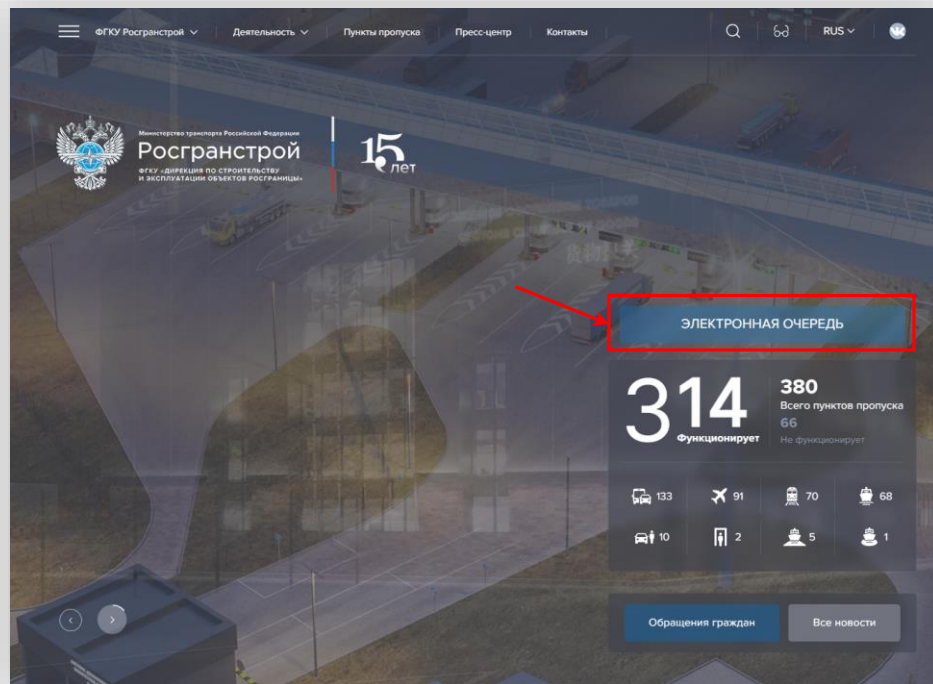 ФГКУ Росгранстрой
Деятельность
Пункты пропуска
Пресс-центр
Контакты
RUS
Министерство транспорта Российской Федерации
Росгранстрой
ФГКУ «ДИРЕКЦИЯ ПО СТРОИТЕЛЬСТВУ
И ЭКСПЛУАТАЦИИ ОБЪЕКТОВ РОСГРАНИЦЫ»
15
лет
ЭЛЕКТРОННАЯ ОЧЕРЕДЬ
314
Функционирует
380
Всего пунктов пропуска
66
Не функционирует
133
91
70
68
10
2
5
1
Обращения граждан
Все новости